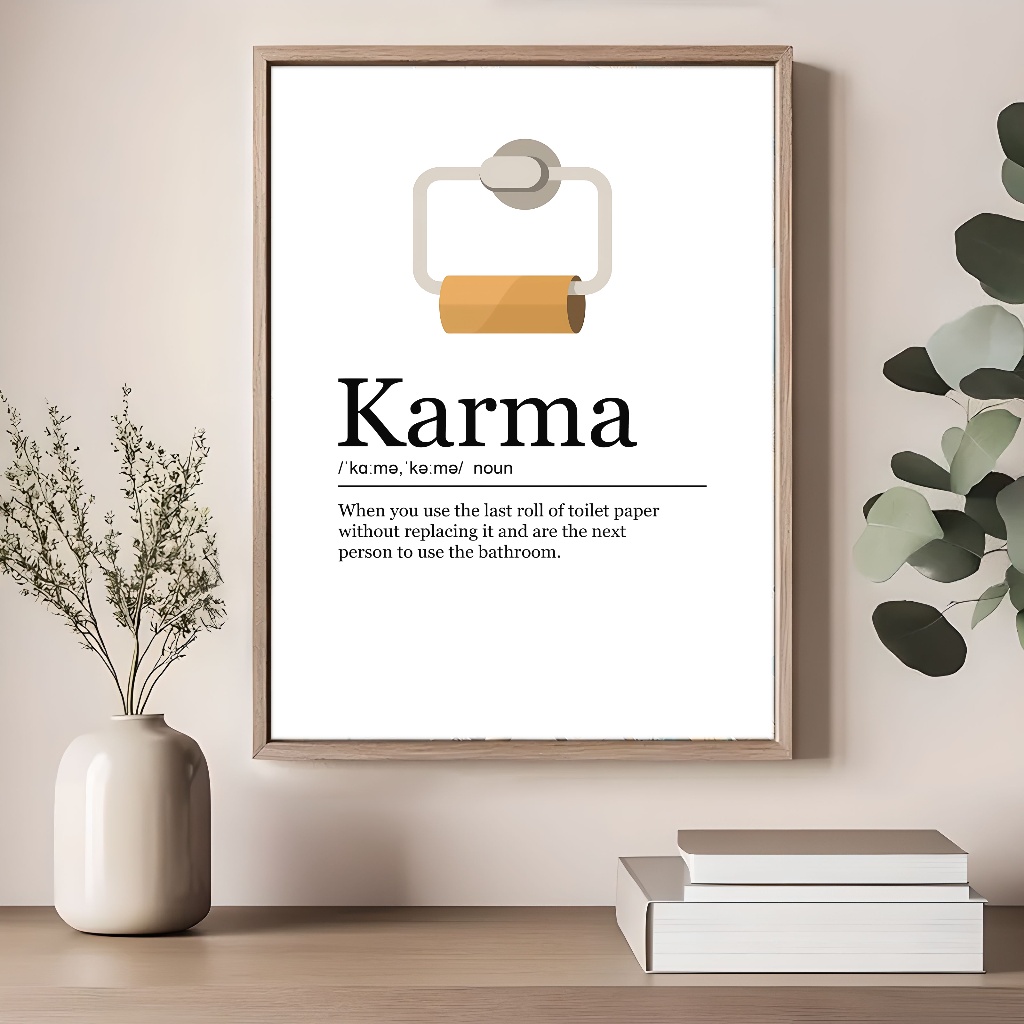 Karma
/ˈkɑːmə,ˈkəːmə/ noun
When you use the last roll of toilet paper
without replacing it and are the next
person to use the bathroom.